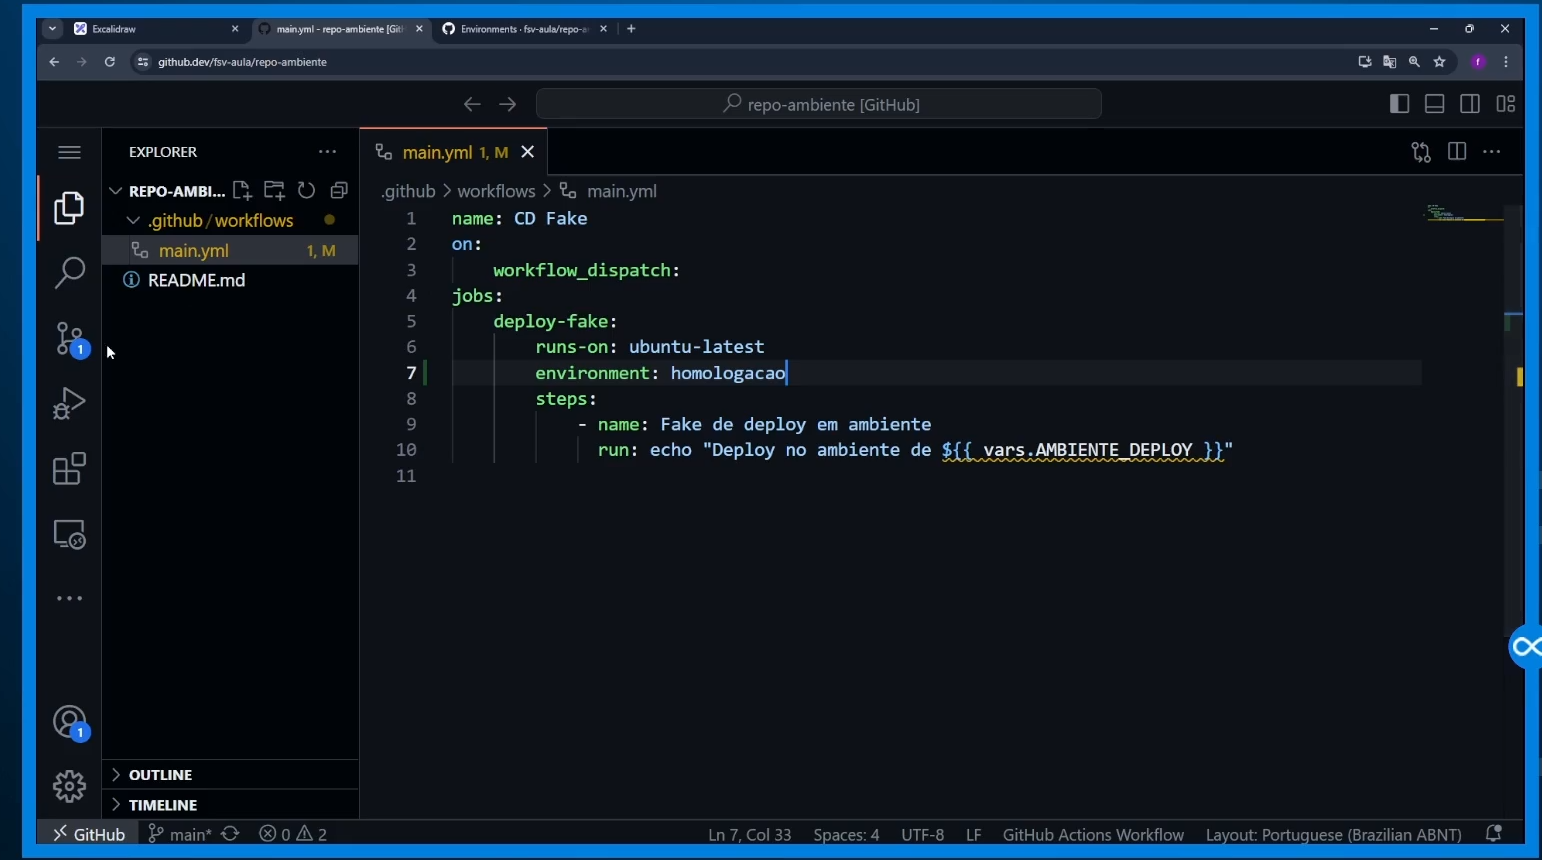 Excalidraw
main.yml - repo-ambiente [GitH
Environments · fsv-aula/repo-a
github.dev/fsv-aula/repo-ambiente
f
repo-ambiente [GitHub]
EXPLORER
main.yml 1, M
REPO-AMBI...
.github > workflows > main.yml
.github/workflows
main.yml 1, M
README.md
1 name: CD Fake
2 on:
3 workflow_dispatch:
4 jobs:
5 deploy-fake:
6 runs-on: ubuntu-latest
7 environment: homologacao
8 steps:
9 - name: Fake de deploy em ambiente
10 run: echo "Deploy no ambiente de ${{ vars.AMBIENTE_DEPLOY }}"
11
1
1
OUTLINE
TIMELINE
GitHub main* 0 2 Ln 7, Col 33 Spaces: 4 UTF-8 LF GitHub Actions Workflow Layout: Portuguese (Brazilian ABNT)